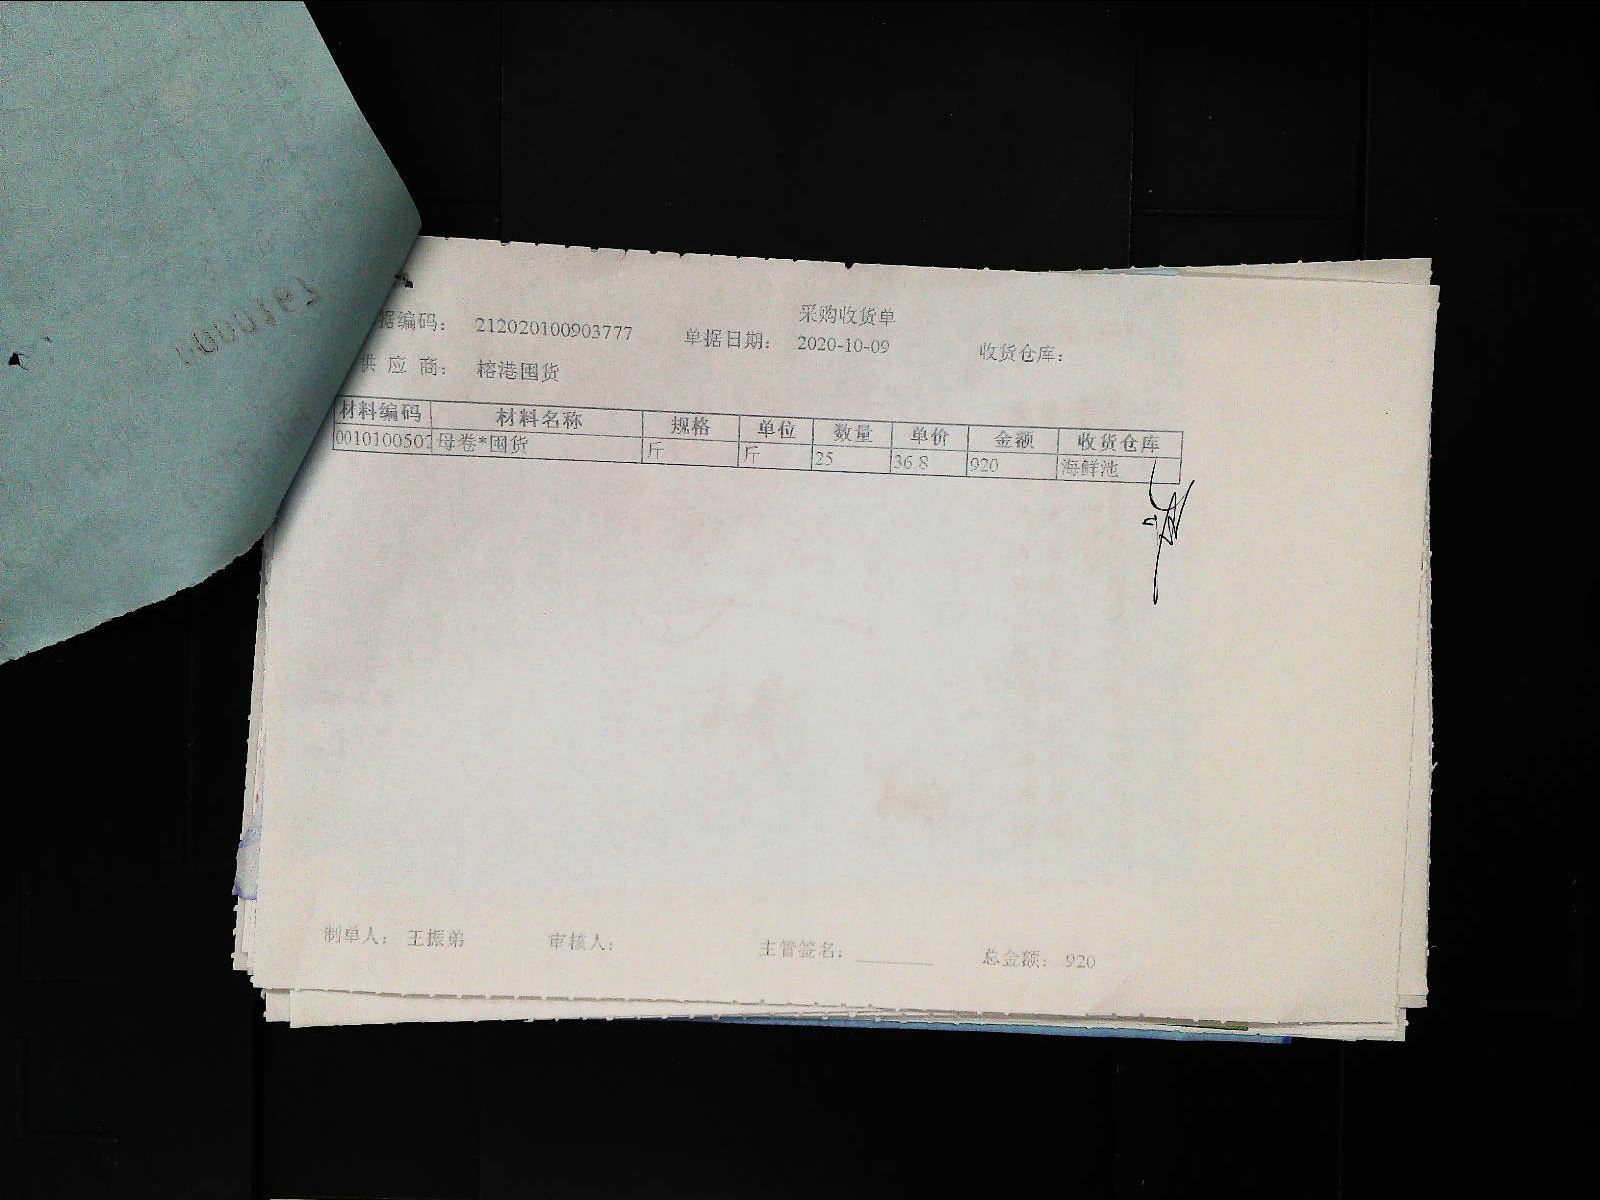 采购收货单
据编码： 212020100903777 单据日期： 2020-10-09 收货仓库：
供 应 商： 榕港囤货
材料编码 材料名称 规格 单位 数量 单价 金额 收货仓库
0010100502 母卷*囤货 斤 斤 25 36.8 920 海鲜池
制单人： 王振弟 审核人： 主管签名： 总金额： 920